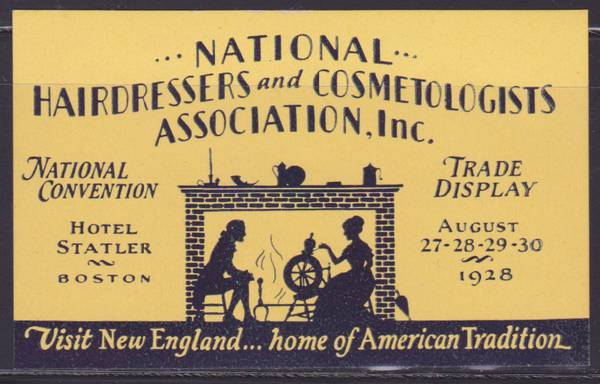 ...NATIONAL...
HAIRDRESSERS and COSMETOLOGISTS
ASSOCIATION, Inc.
NATIONAL
CONVENTION
HOTEL
STATLER
BOSTON
TRADE
DISPLAY
AUGUST
27-28-29-30
1928
Visit New England... home of American Tradition